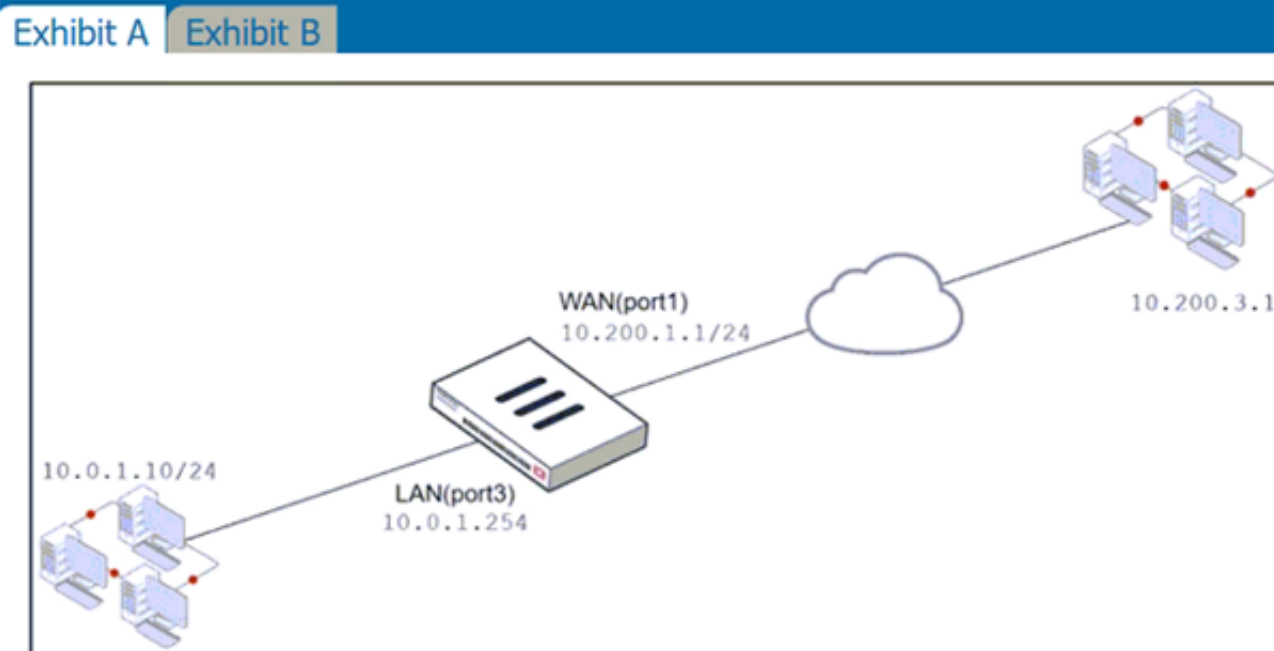 Exhibit A
Exhibit B
WAN(port1)
10.200.1.1/24
10.200.3.1
10.0.1.10/24
LAN(port3)
10.0.1.254